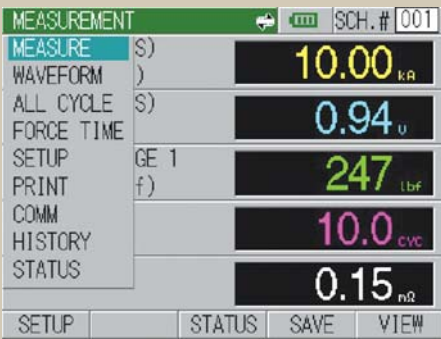 MEASUREMENT SCH.# 001
MEASURE S) 10.00 kA
WAVEFORM )
ALL CYCLE S) 0.94 V
FORCE TIME
SETUP GE 1 247 lbf
PRINT f)
COMM 10.0 cyc
HISTORY
STATUS 0.15 mΩ
SETUP STATUS SAVE VIEW